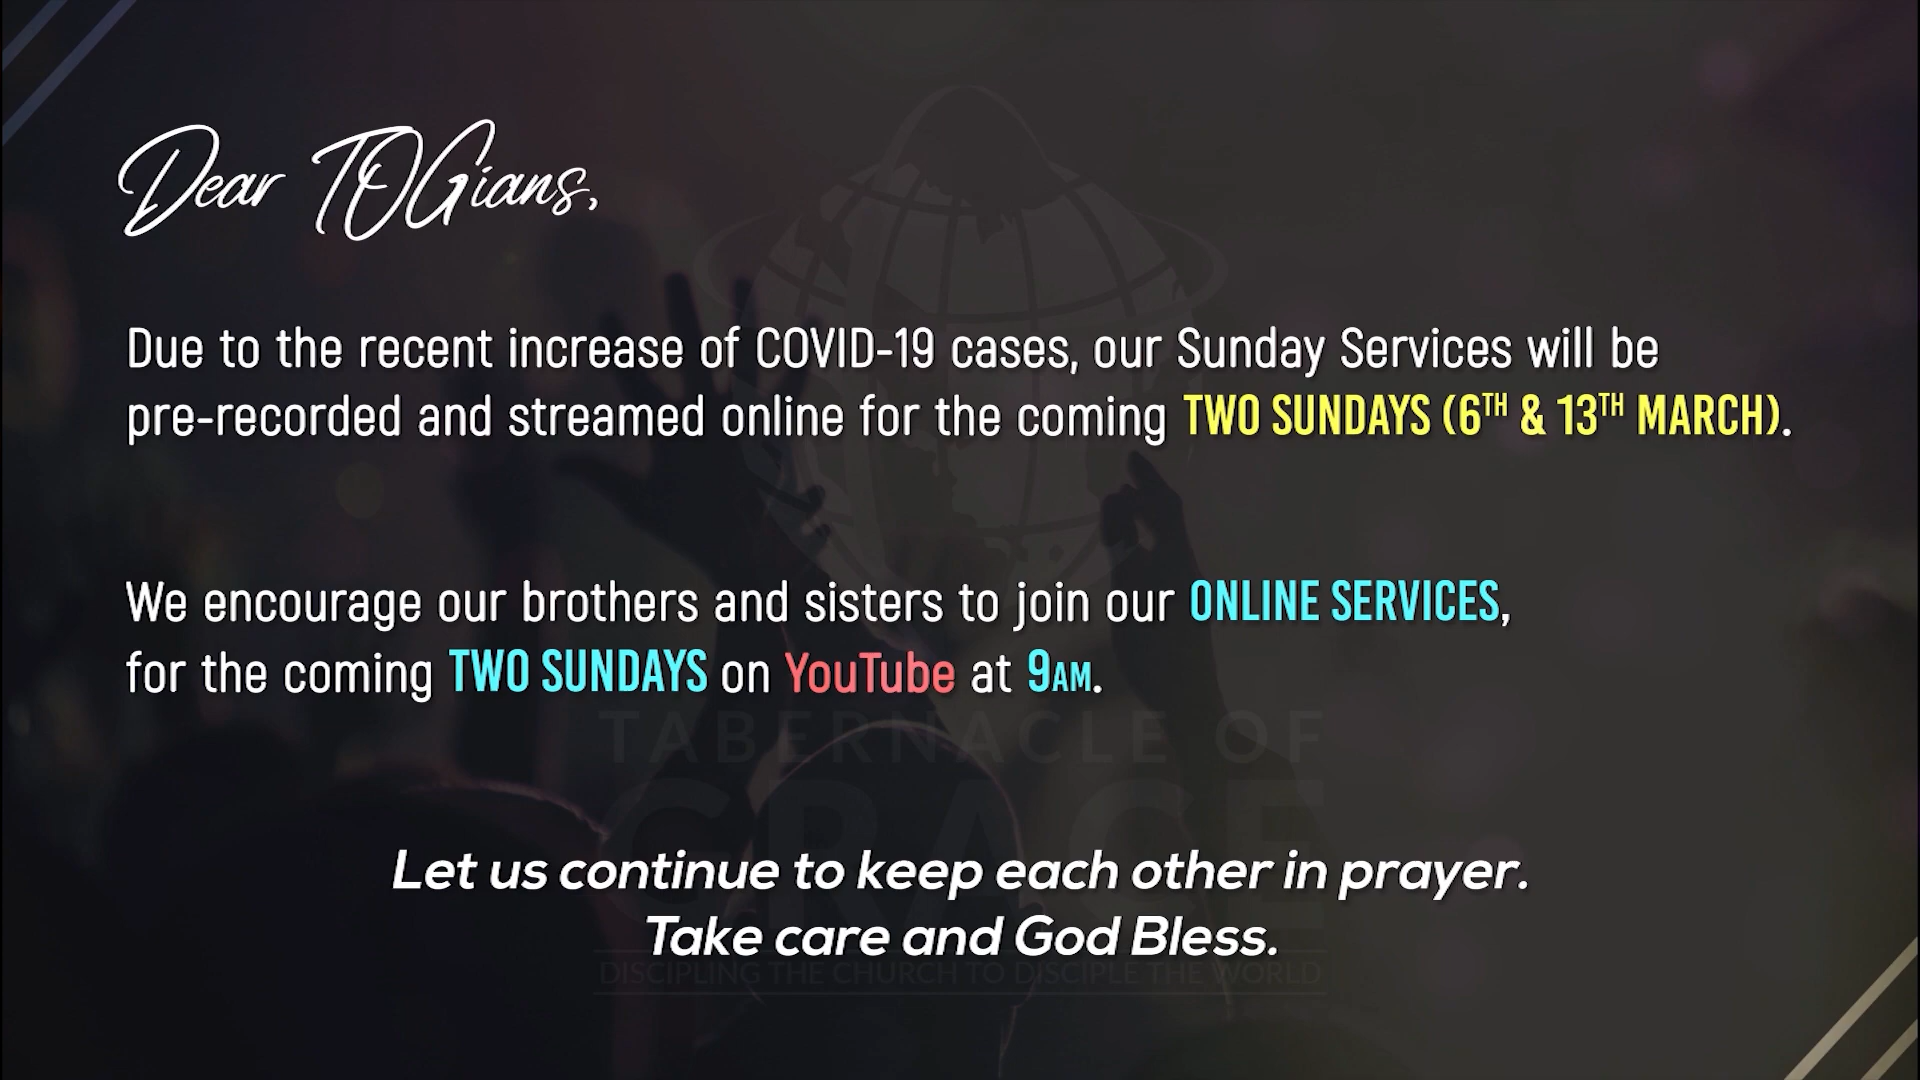 Dear TOGians,
Due to the recent increase of COVID-19 cases, our Sunday Services will be
pre-recorded and streamed online for the coming TWO SUNDAYS (6TH & 13TH MARCH).
We encourage our brothers and sisters to join our ONLINE SERVICES,
for the coming TWO SUNDAYS on YouTube at 9AM.
TABERNACLE OF
GRACE
Let us continue to keep each other in prayer.
Take care and God Bless.
DISCIPLING THE CHURCH TO DISCIPLE THE WORLD